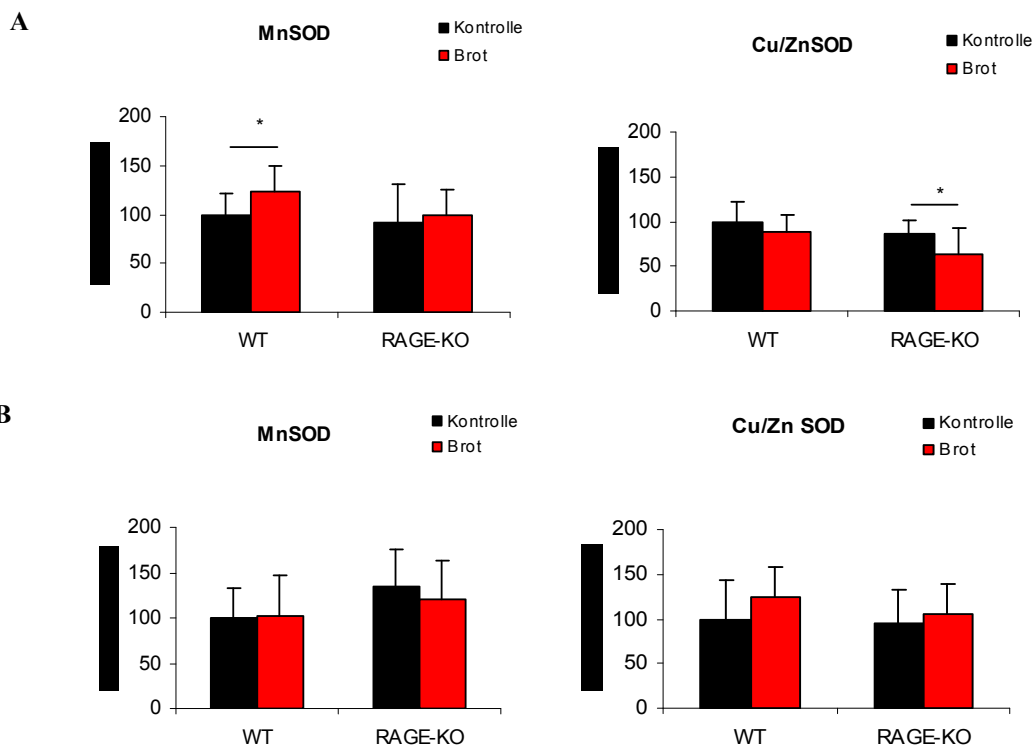 A
MnSOD
Kontrolle
Brot
*
200
150
100
50
0
WT RAGE-KO
Cu/ZnSOD
Kontrolle
Brot
*
200
150
100
50
0
WT RAGE-KO
B
MnSOD
Kontrolle
Brot
200
150
100
50
0
WT RAGE-KO
Cu/Zn SOD
Kontrolle
Brot
200
150
100
50
0
WT RAGE-KO